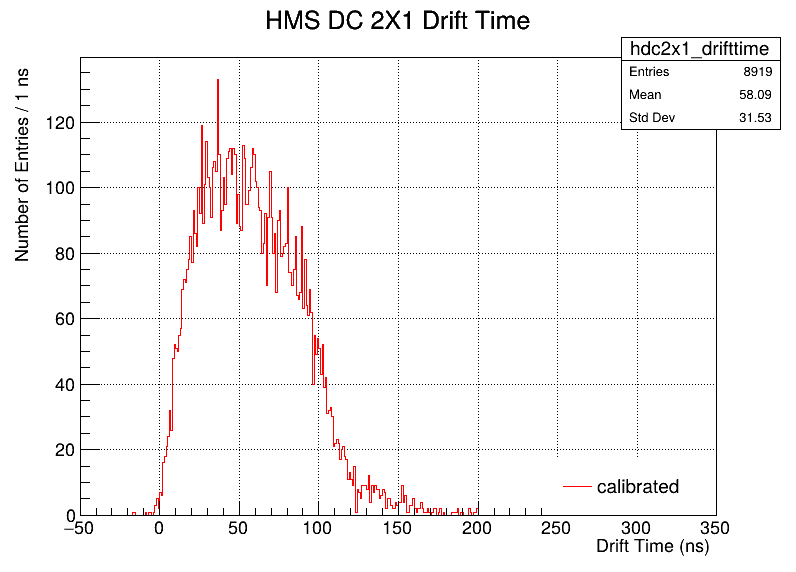 HMS DC 2X1 Drift Time
hdc2x1_drifttime
Entries 8919
Mean 58.09
Std Dev 31.53
Number of Entries / 1 ns
120
100
80
60
40
20
0
calibrated
−50 0 50 100 150 200 250 300 350
Drift Time (ns)